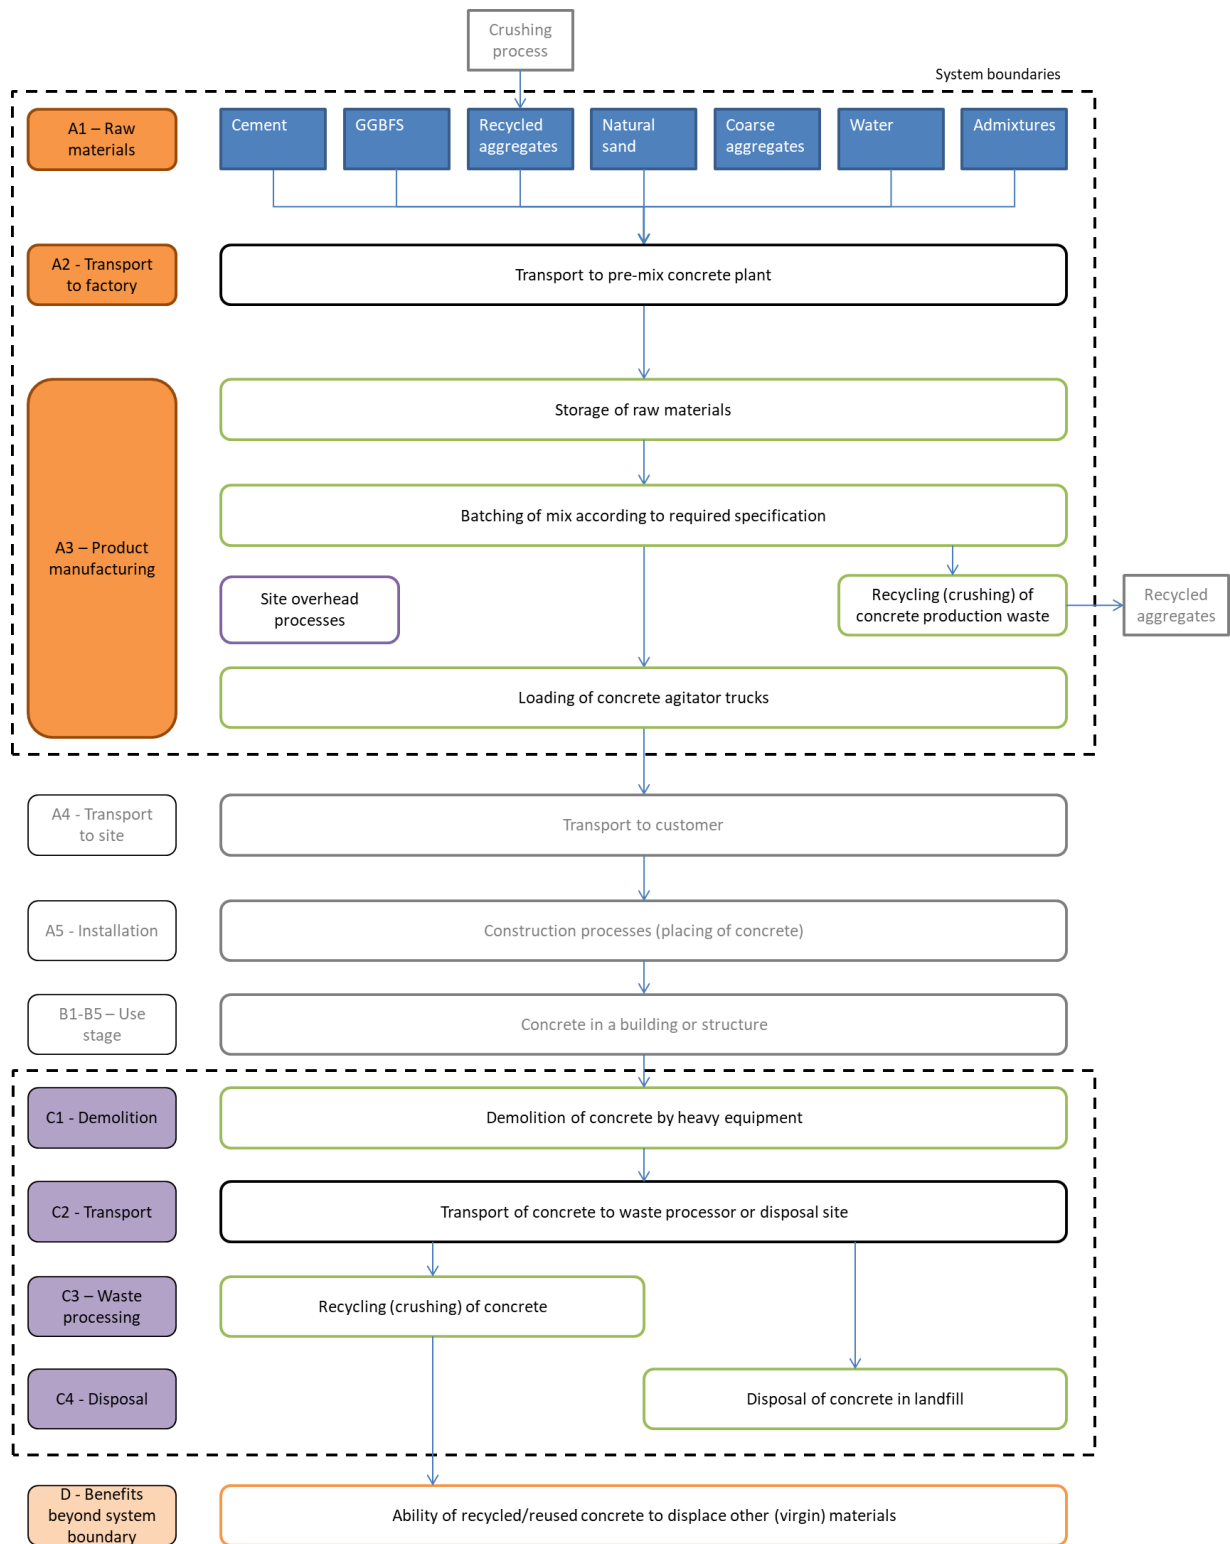 Crushing
process
System boundaries
A1 – Raw
materials
Cement
GGBFS
Recycled
aggregates
Natural
sand
Coarse
aggregates
Water
Admixtures
A2 - Transport
to factory
Transport to pre-mix concrete plant
Storage of raw materials
Batching of mix according to required specification
A3 – Product
manufacturing
Site overhead
processes
Recycling (crushing) of
concrete production waste
Recycled
aggregates
Loading of concrete agitator trucks
A4 - Transport
to site
Transport to customer
A5 - Installation
Construction processes (placing of concrete)
B1-B5 – Use
stage
Concrete in a building or structure
C1 - Demolition
Demolition of concrete by heavy equipment
C2 - Transport
Transport of concrete to waste processor or disposal site
C3 – Waste
processing
Recycling (crushing) of concrete
C4 - Disposal
Disposal of concrete in landfill
D - Benefits
beyond system
boundary
Ability of recycled/reused concrete to displace other (virgin) materials